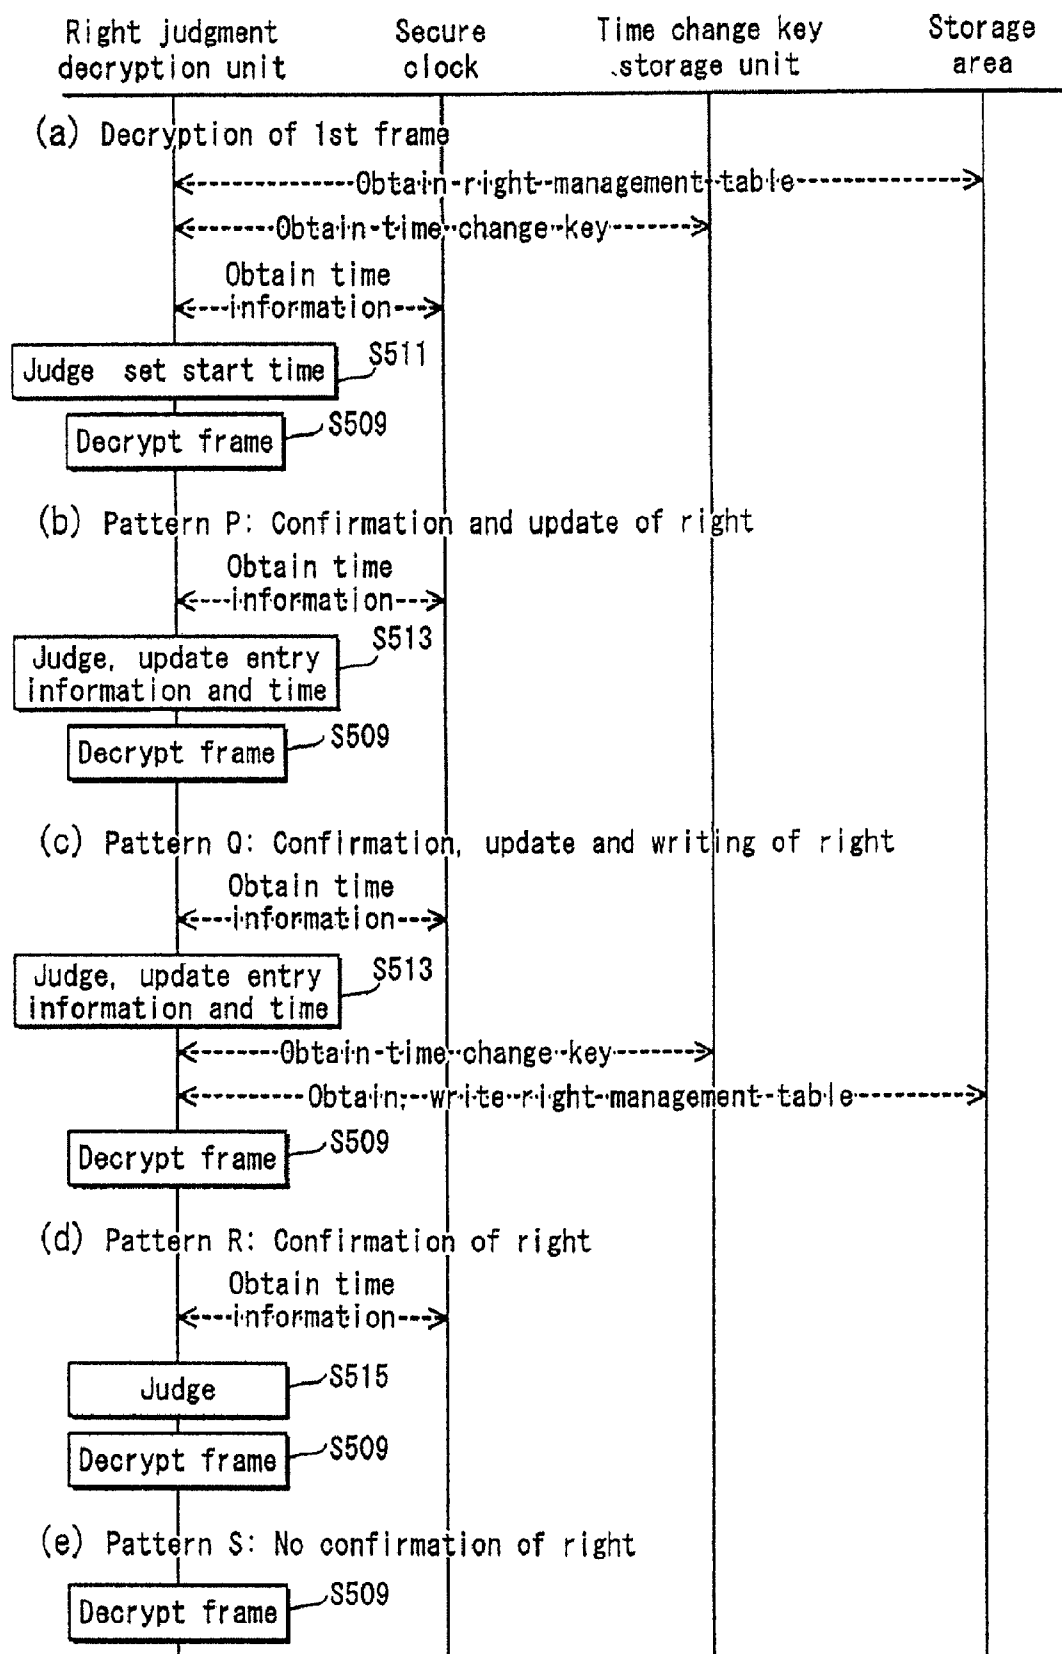 Right judgment decryption unit
Secure clock
Time change key storage unit
Storage area
(a) Decryption of 1st frame
Obtain right management table
Obtain time change key
Obtain time
information
Judge set start time
S511
Decrypt frame
S509
(b) Pattern P: Confirmation and update of right
Obtain time
information
Judge, update entry
information and time
S513
Decrypt frame
S509
(c) Pattern Q: Confirmation, update and writing of right
Obtain time
information
Judge, update entry
information and time
S513
Obtain time change key
Obtain, write right management table
Decrypt frame
S509
(d) Pattern R: Confirmation of right
Obtain time
information
Judge
S515
Decrypt frame
S509
(e) Pattern S: No confirmation of right
Decrypt frame
S509